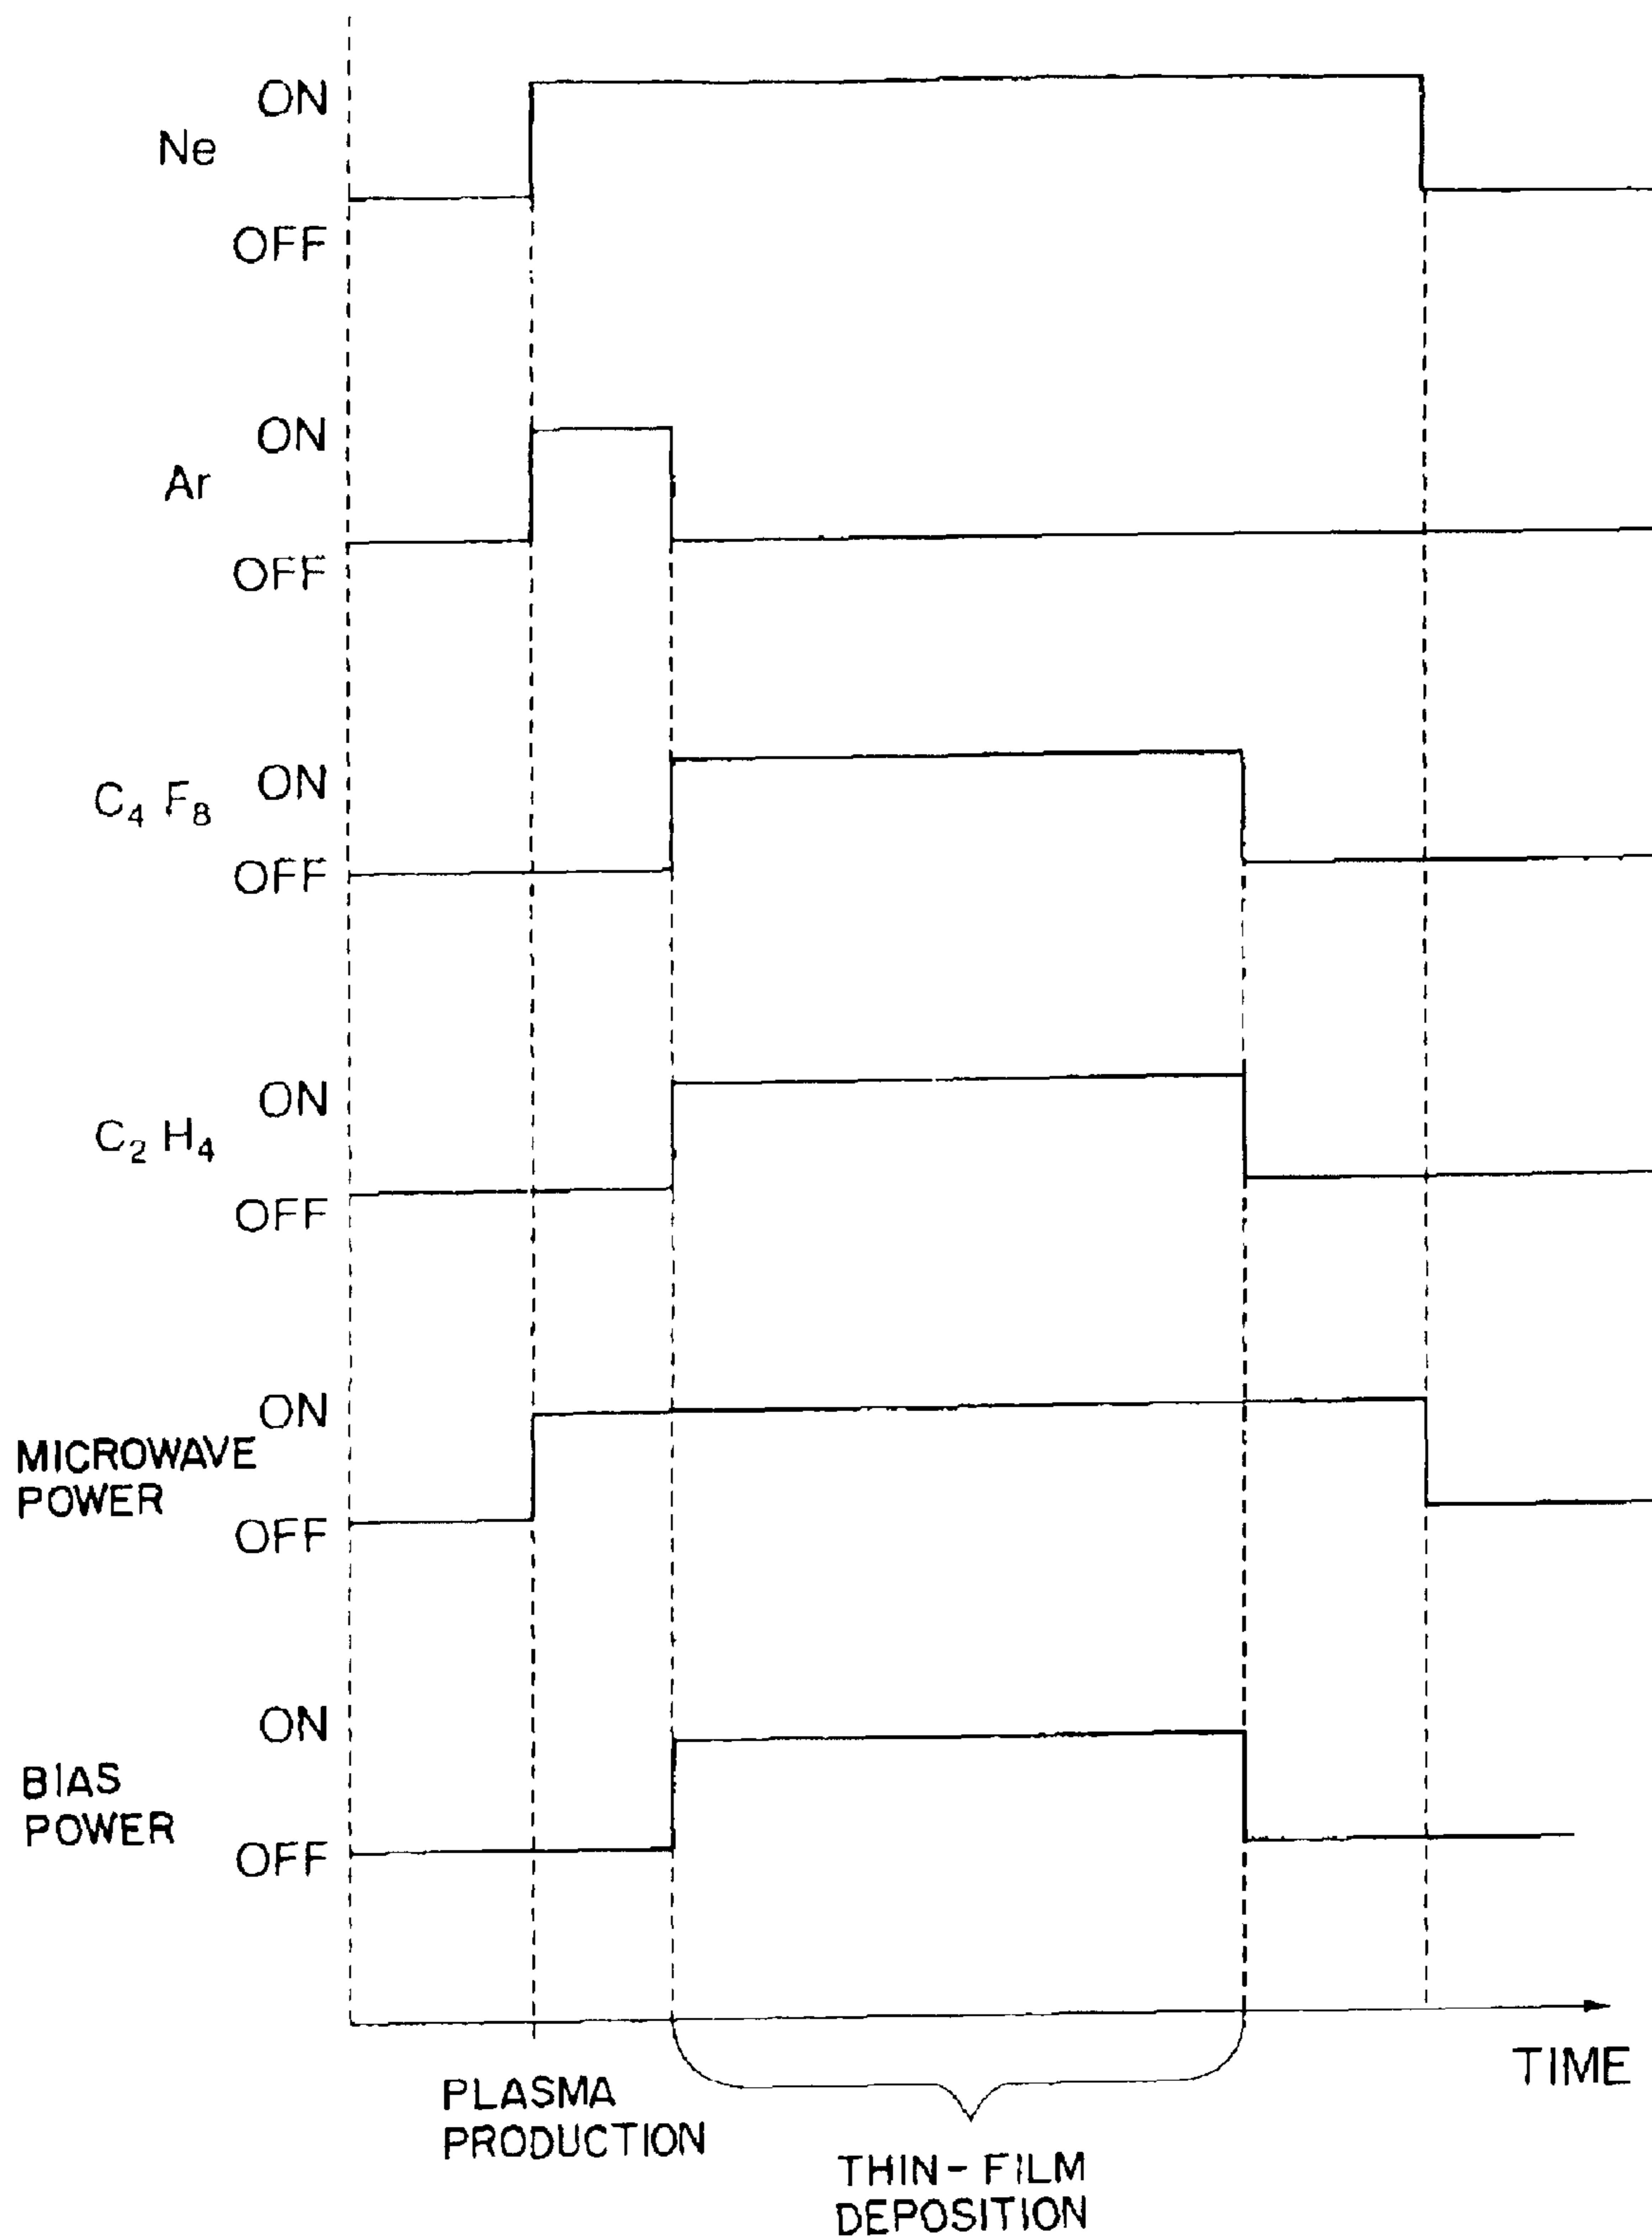 ON
Ne
OFF
ON
Ar
OFF
ON
C₄ F₈
OFF
ON
C₂ H₄
OFF
ON
MICROWAVE
POWER
OFF
ON
BIAS
POWER
OFF
TIME
PLASMA
PRODUCTION
THIN-FILM
DEPOSITION